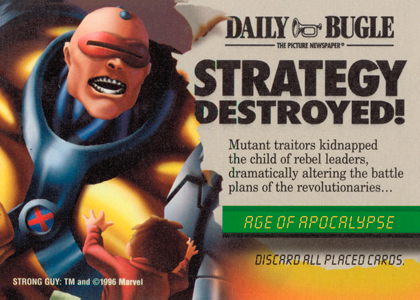 DAILY BUGLE
THE PICTURE NEWSPAPER®
STRATEGY
DESTROYED!
Mutant traitors kidnapped
the child of rebel leaders,
dramatically altering the battle
plans of the revolutionaries...
AGE OF APOCALYPSE
DISCARD ALL PLACED CARDS.
STRONG GUY: TM and ©1996 Marvel